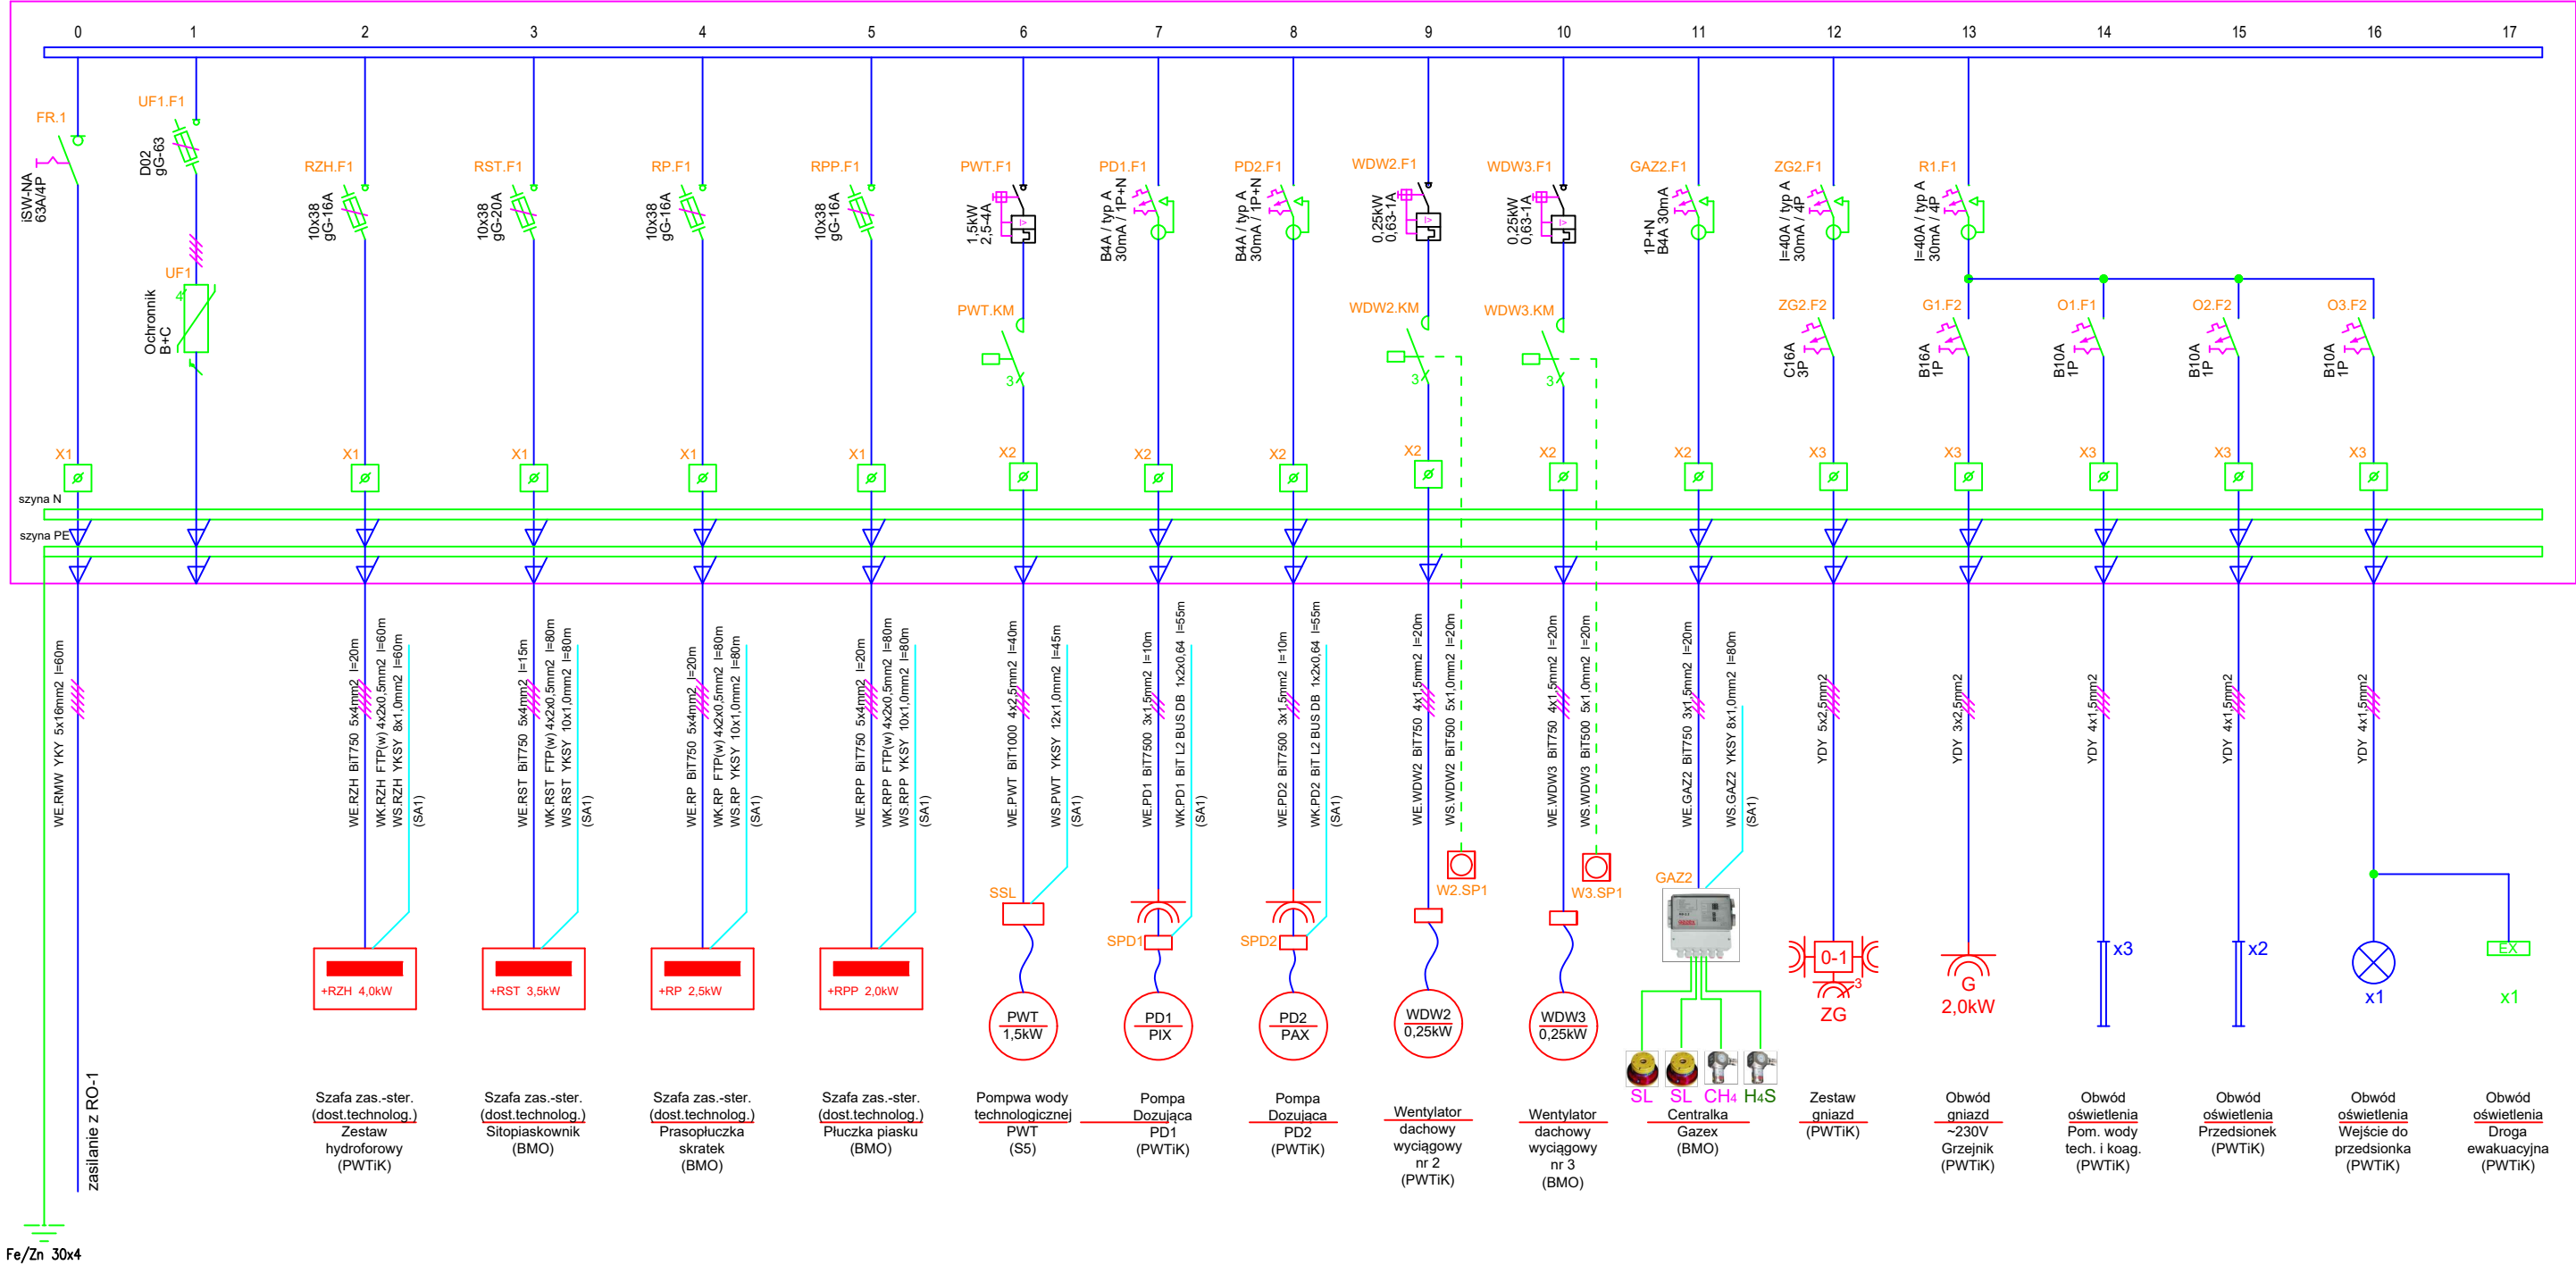 0 1 2 3 4 5 6 7 8 9 10 11 12 13 14 15 16 17
FR.1
iSW-NA
63A/4P
UF1.F1
D02
gG-63
UF1
4
Ochronnik
B+C
RZH.F1
10x38
gG-16A
RST.F1
10x38
gG-20A
RP.F1
10x38
gG-16A
RPP.F1
10x38
gG-16A
PWT.F1
1,5kW
2,5-4A
I>
PWT.KM
3
PD1.F1
B4A / typ A
30mA / 1P+N
PD2.F1
B4A / typ A
30mA / 1P+N
WDW2.F1
0,25kW
0,63-1A
I>
WDW2.KM
3
WDW3.F1
0,25kW
0,63-1A
I>
WDW3.KM
3
GAZ2.F1
1P+N
B4A 30mA
ZG2.F1
I=40A / typ A
30mA / 4P
ZG2.F2
C16A
3P
R1.F1
I=40A / typ A
30mA / 4P
G1.F2
B16A
1P
O1.F1
B10A
1P
O2.F2
B10A
1P
O3.F2
B10A
1P
X1 X1 X1 X1 X1 X2 X2 X2 X2 X2 X2 X3 X3 X3 X3 X3
szyna N
szyna PE
WE.RMW YKY 5x16mm2 l=60m
WE.RZH BiT750 5x4mm2 l=20m
WK.RZH FTP(w) 4x2x0,5mm2 l=60m
WS.RZH YKSY 8x1,0mm2 l=60m
(SA1)
WE.RST BiT750 5x4mm2 l=15m
WK.RST FTP(w) 4x2x0,5mm2 l=80m
WS.RST YKSY 10x1,0mm2 l=80m
(SA1)
WE.RP BiT750 5x4mm2 l=20m
WK.RP FTP(w) 4x2x0,5mm2 l=80m
WS.RP YKSY 10x1,0mm2 l=80m
(SA1)
WE.RPP BiT750 5x4mm2 l=20m
WK.RPP FTP(w) 4x2x0,5mm2 l=80m
WS.RPP YKSY 10x1,0mm2 l=80m
(SA1)
WE.PWT BiT1000 4x2,5mm2 l=40m
WS.PWT YKSY 12x1,0mm2 l=45m
(SA1)
WE.PD1 BiT7500 3x1,5mm2 l=10m
WK.PD1 BiT L2 BUS DB 1x2x0,64 l=55m
(SA1)
WE.PD2 BiT7500 3x1,5mm2 l=10m
WK.PD2 BiT L2 BUS DB 1x2x0,64 l=55m
(SA1)
WE.WDW2 BiT750 4x1,5mm2 l=20m
WS.WDW2 BiT500 5x1,0mm2 l=20m
WE.WDW3 BiT750 4x1,5mm2 l=20m
WS.WDW3 BiT500 5x1,0mm2 l=20m
WE.GAZ2 BiT750 3x1,5mm2 l=20m
WS.GAZ2 YKSY 8x1,0mm2 l=80m
(SA1)
YDY 5x2,5mm2
YDY 3x2,5mm2
YDY 4x1,5mm2
YDY 4x1,5mm2
YDY 4x1,5mm2
W2.SP1
W3.SP1
SSL
SPD1
SPD2
GAZ2
+RZH 4,0kW
+RST 3,5kW
+RP 2,5kW
+RPP 2,0kW
PWT
1,5kW
PD1
PIX
PD2
PAX
WDW2
0,25kW
WDW3
0,25kW
SL SL CH4 H4S
0-1
3
ZG
G
2,0kW
x3
x2
x1
EX
x1
zasilanie z RO-1
Szafa zas.-ster.
(dost.technolog.)
Zestaw
hydroforowy
(PWTiK)
Szafa zas.-ster.
(dost.technolog.)
Sitopiaskownik
(BMO)
Szafa zas.-ster.
(dost.technolog.)
Prasopłuczka
skratek
(BMO)
Szafa zas.-ster.
(dost.technolog.)
Płuczka piasku
(BMO)
Pompwa wody
technologicznej
PWT
(S5)
Pompa
Dozująca
PD1
(PWTiK)
Pompa
Dozująca
PD2
(PWTiK)
Wentylator
dachowy
wyciągowy
nr 2
(PWTiK)
Wentylator
dachowy
wyciągowy
nr 3
(BMO)
Centralka
Gazex
(BMO)
Zestaw
gniazd
(PWTiK)
Obwód
gniazd
~230V
Grzejnik
(PWTiK)
Obwód
oświetlenia
Pom. wody
tech. i koag.
(PWTiK)
Obwód
oświetlenia
Przedsionek
(PWTiK)
Obwód
oświetlenia
Wejście do
przedsionka
(PWTiK)
Obwód
oświetlenia
Droga
ewakuacyjna
(PWTiK)
Fe/Zn 30x4